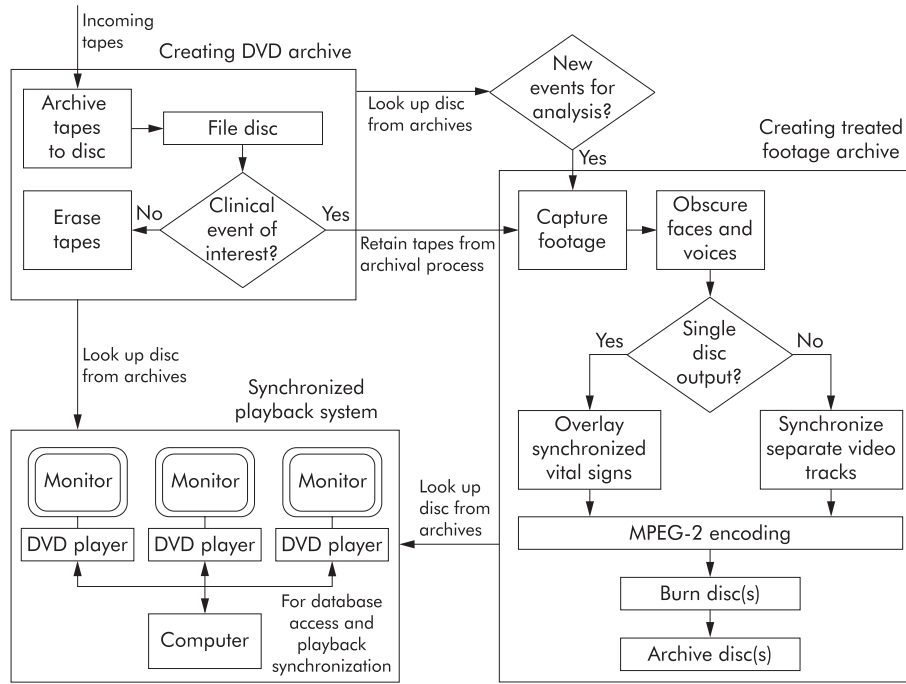 Incoming
tapes
Creating DVD archive
Archive
tapes
to disc
File disc
Erase
tapes
No
Clinical
event of
interest?
Yes
Look up disc
from archives
New
events for
analysis?
Yes
Retain tapes from
archival process
Creating treated
footage archive
Capture
footage
Obscure
faces and
voices
Single
disc
output?
Yes
No
Overlay
synchronized
vital signs
Synchronize
separate video
tracks
MPEG-2 encoding
Burn disc(s)
Archive disc(s)
Look up disc
from archives
Look up
disc from
archives
Synchronized
playback system
Monitor
Monitor
Monitor
DVD player
DVD player
DVD player
Computer
For database
access and
playback
synchronization